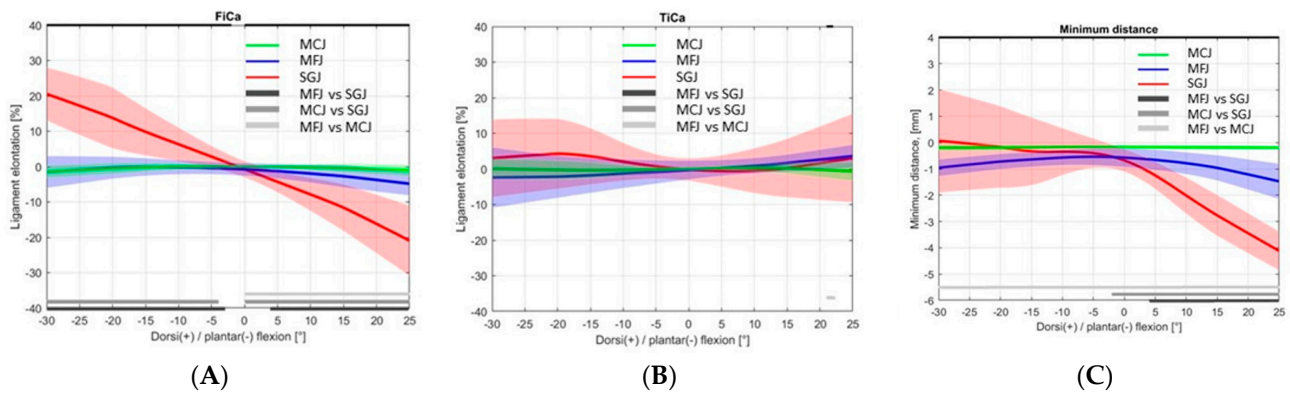 FiCa
40
30
20
10
0
-10
-20
-30
-40
Ligament elontation [%]
MCJ
MFJ
SGJ
MFJ vs SGJ
MCJ vs SGJ
MFJ vs MCJ
-30 -25 -20 -15 -10 -5 0 5 10 15 20 25
Dorsi(+) / plantar(-) flexion [°]
(A)
TiCa
40
30
20
10
0
-10
-20
-30
-40
Ligament elongation [%]
MCJ
MFJ
SGJ
MFJ vs SGJ
MCJ vs SGJ
MFJ vs MCJ
-30 -25 -20 -15 -10 -5 0 5 10 15 20 25
Dorsi(+) / plantar(-) flexion [°]
(B)
Minimum distance
4
3
2
1
0
-1
-2
-3
-4
-5
-6
Minimum distance, [mm]
MCJ
MFJ
SGJ
MFJ vs SGJ
MCJ vs SGJ
MFJ vs MCJ
-30 -25 -20 -15 -10 -5 0 5 10 15 20 25
Dorsi(+) / plantar(-) flexion [°]
(C)